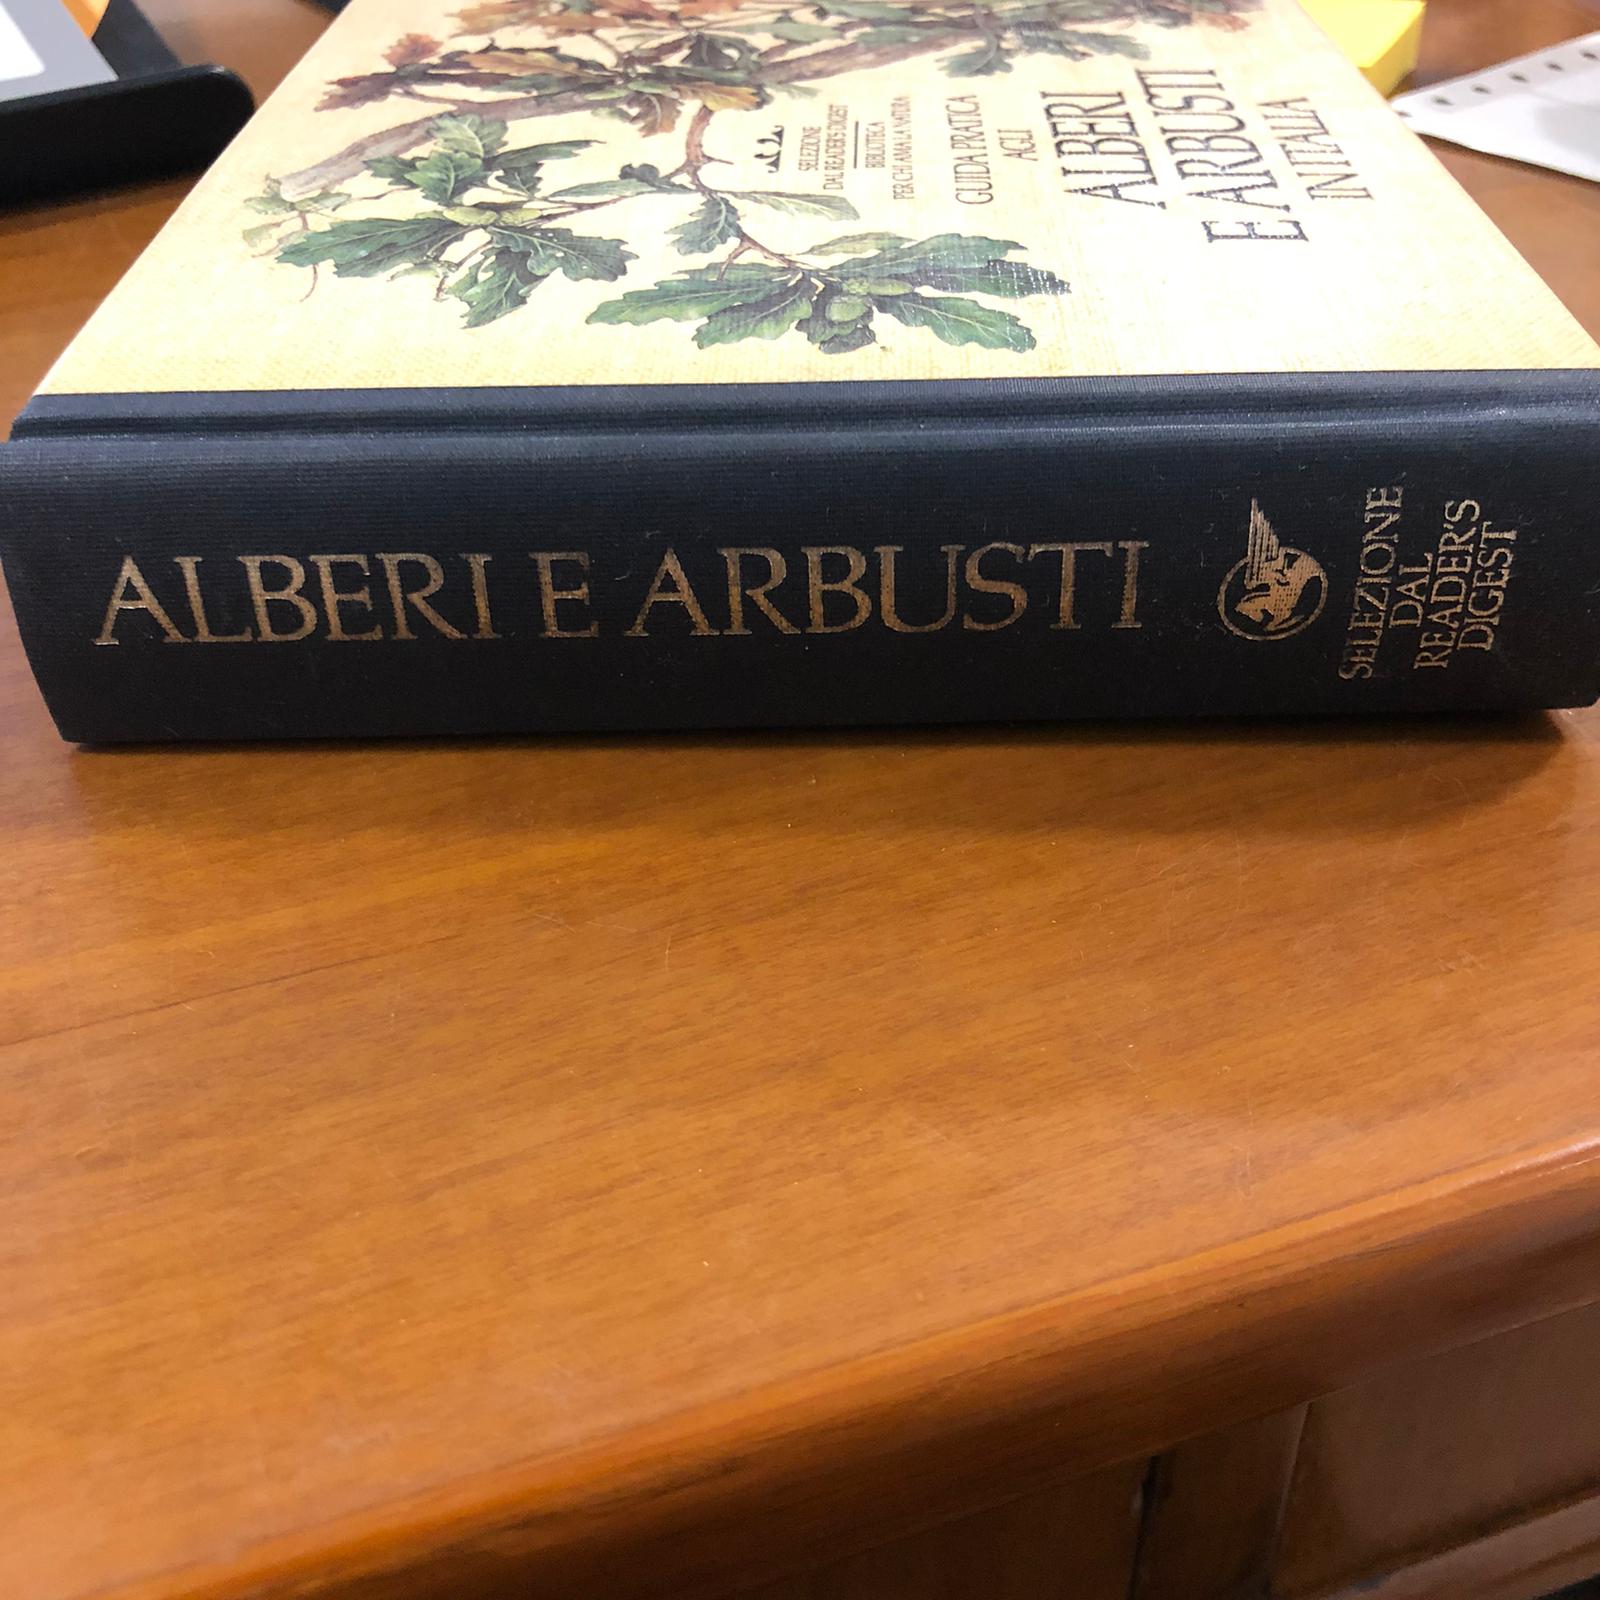 SELEZIONE
DAL READER'S DIGEST
BIBLIOTECA
PER CHI AMA LA NATURA
GUIDA PRATICA
AGLI
ALBERI
E ARBUSTI
IN ITALIA
ALBERI E ARBUSTI
SELEZIONE
DAL
READER'S
DIGEST